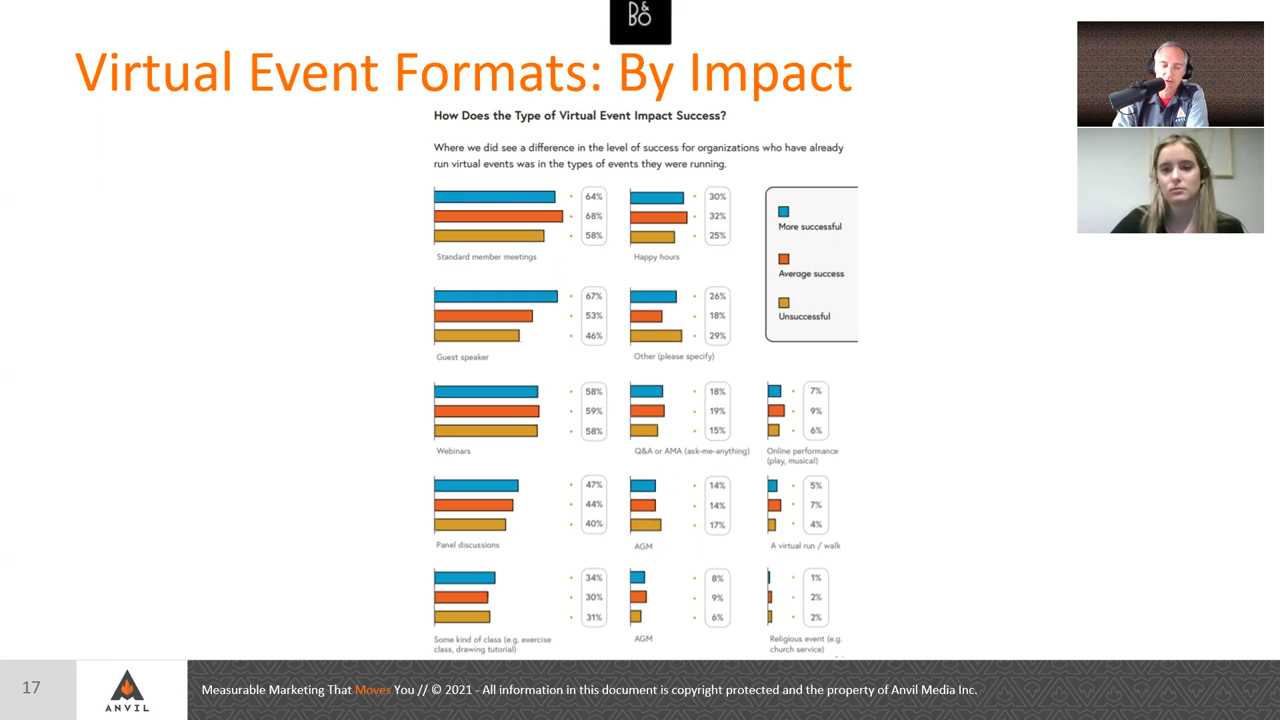 D&
BO
Virtual Event Formats: By Impact
How Does the Type of Virtual Event Impact Success?
Where we did see a difference in the level of success for organizations who have already
run virtual events was in the types of events they were running.
64%
68%
58%
Standard member meetings
30%
32%
25%
Happy hours
More successful
Average success
Unsuccessful
67%
53%
46%
Guest speaker
26%
18%
29%
Other (please specify)
58%
59%
58%
Webinars
18%
19%
15%
Q&A or AMA (ask-me-anything)
7%
9%
6%
Online performance
(play, musical)
47%
44%
40%
Panel discussions
14%
14%
17%
AGM
5%
7%
4%
A virtual run / walk
34%
30%
31%
Some kind of class (e.g. exercise
class, drawing tutorial)
8%
9%
6%
AGM
1%
2%
2%
Religious event (e.g.
church service)
ANVIL
17
ANVIL
Measurable Marketing That Moves You // © 2021 - All information in this document is copyright protected and the property of Anvil Media Inc.